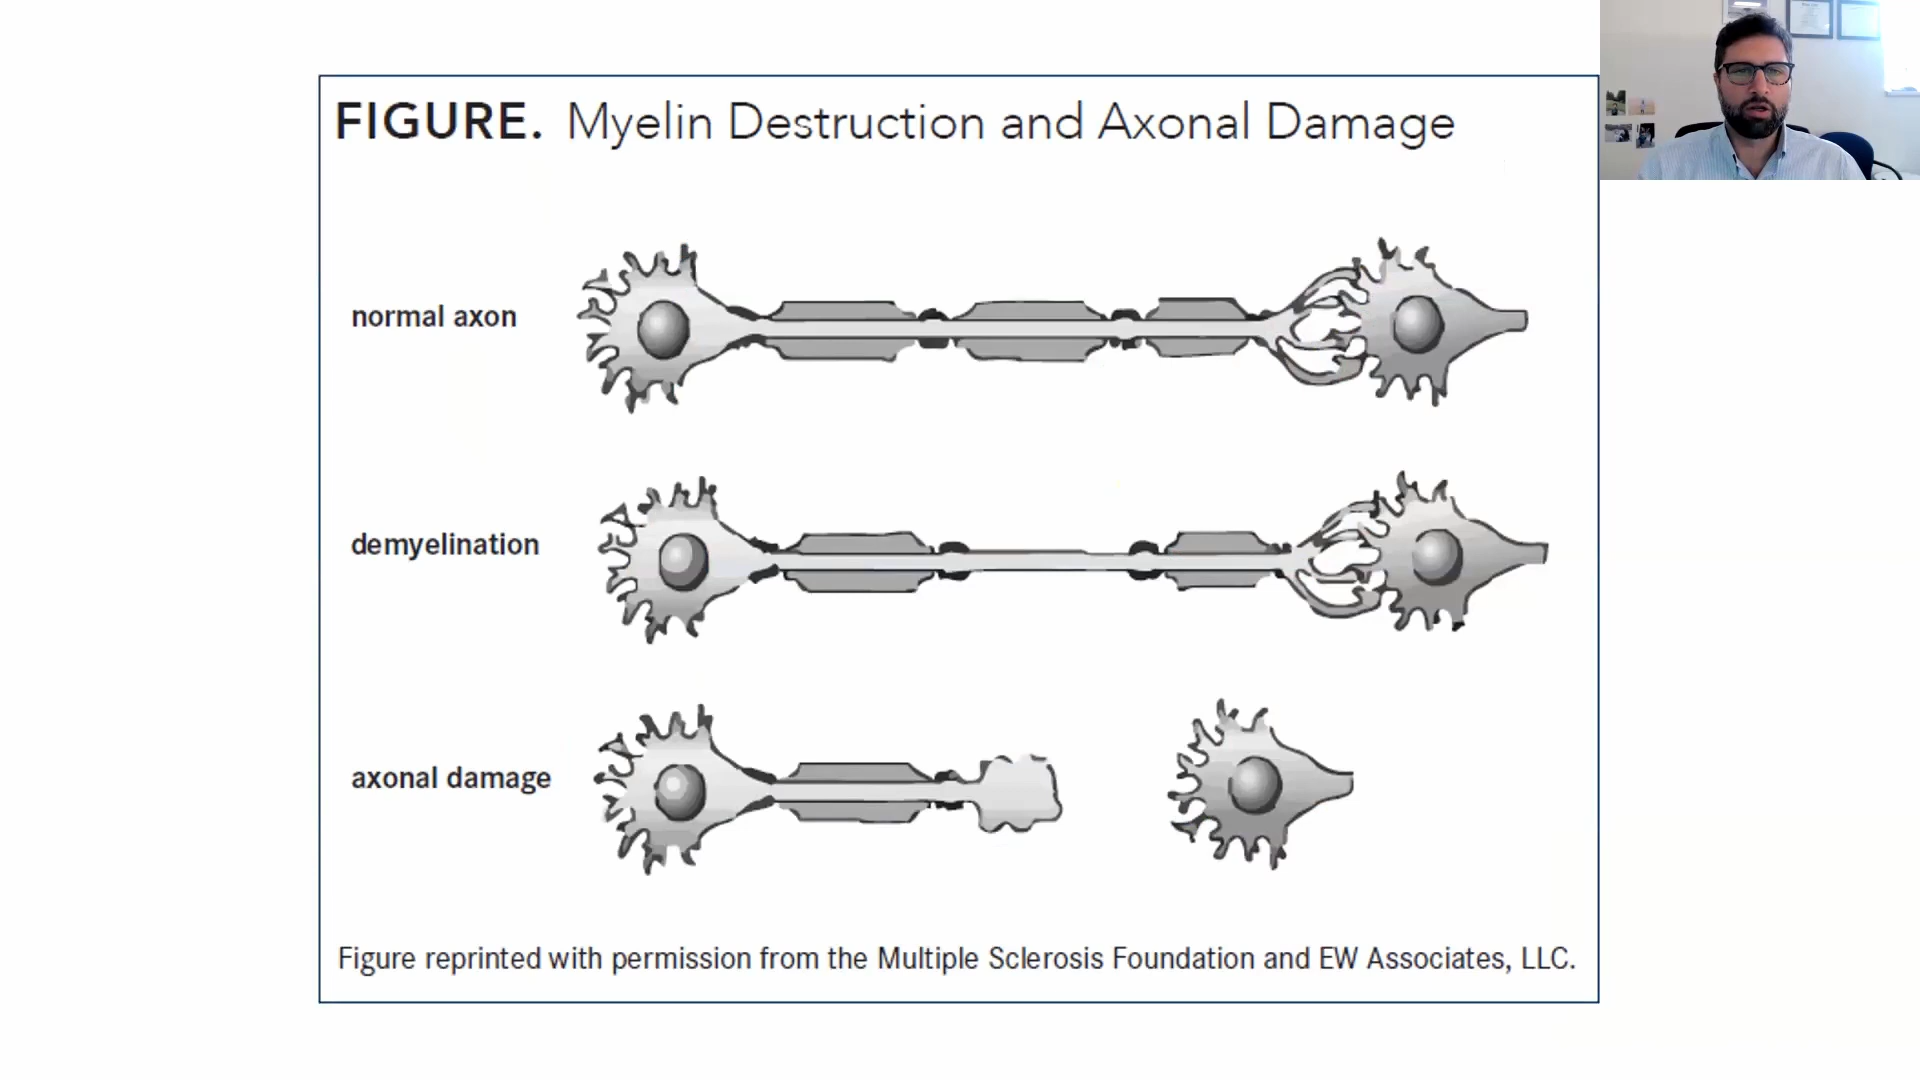 FIGURE. Myelin Destruction and Axonal Damage
normal axon
demyelination
axonal damage
Figure reprinted with permission from the Multiple Sclerosis Foundation and EW Associates, LLC.